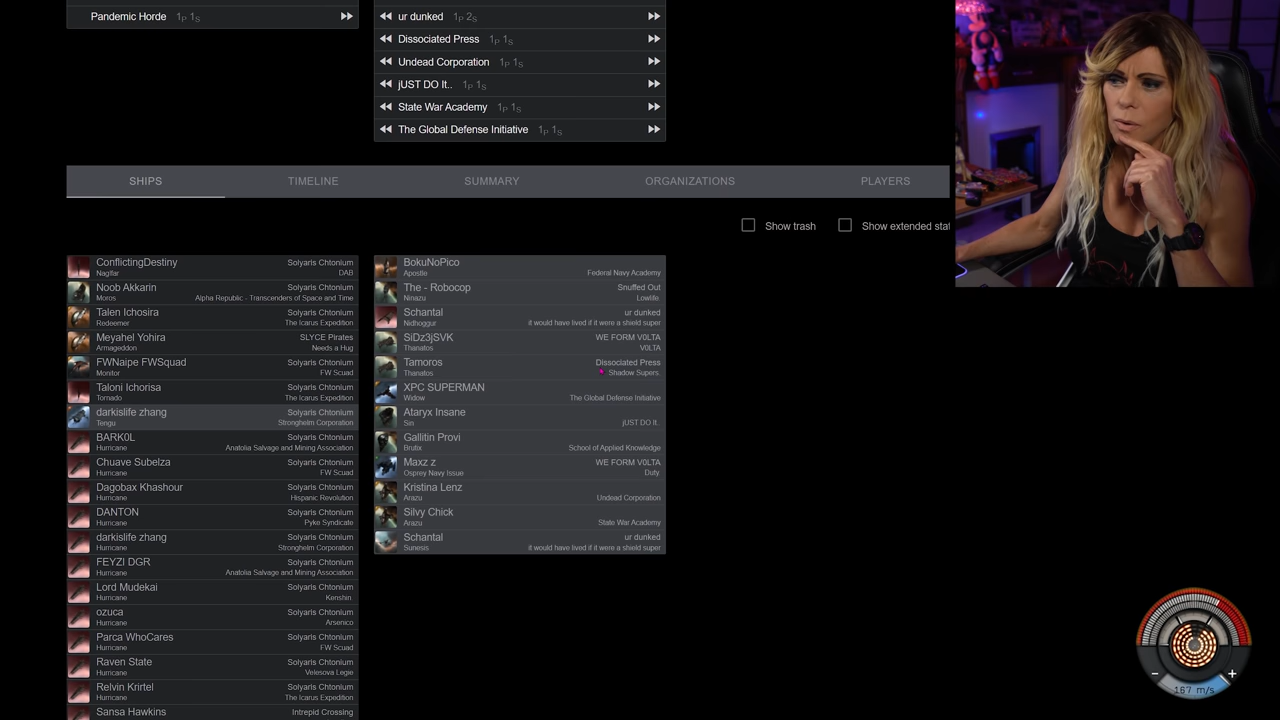 Pandemic Horde 1P 1S
ur dunked 1P 2S
Dissociated Press 1P 1S
Undead Corporation 1P 1S
jUST DO It.. 1P 1S
State War Academy 1P 1S
The Global Defense Initiative 1P 1S
SHIPS TIMELINE SUMMARY ORGANIZATIONS PLAYERS
Show trash Show extended stat
ConflictingDestiny Solyaris Chtonium
Naglfar DAB
Noob Akkarin Solyaris Chtonium
Moros Alpha Republic - Transcenders of Space and Time
Talen Ichosira Solyaris Chtonium
Redeemer The Icarus Expedition
Meyahel Yohira SLYCE Pirates
Armageddon Needs a Hug
FWNaipe FWSquad Solyaris Chtonium
Monitor FW Scuad
Taloni Ichorisa Solyaris Chtonium
Tornado The Icarus Expedition
darkislife zhang Solyaris Chtonium
Tengu Stronghelm Corporation
BARK0L Solyaris Chtonium
Hurricane Anatolia Salvage and Mining Association
Chuave Subelza Solyaris Chtonium
Hurricane FW Scuad
Dagobax Khashour Solyaris Chtonium
Hurricane Hispanic Revolution
DANTON Solyaris Chtonium
Hurricane Pyke Syndicate
darkislife zhang Solyaris Chtonium
Hurricane Stronghelm Corporation
FEYZI DGR Solyaris Chtonium
Hurricane Anatolia Salvage and Mining Association
Lord Mudekai Solyaris Chtonium
Hurricane Kenshin.
ozuca Solyaris Chtonium
Hurricane Arsenico
Parca WhoCares Solyaris Chtonium
Hurricane FW Scuad
Raven State Solyaris Chtonium
Hurricane Velesova Legie
Relvin Krirtel Solyaris Chtonium
Hurricane The Icarus Expedition
Sansa Hawkins Intrepid Crossing
BokuNoPico
Apostle Federal Navy Academy
The - Robocop Snuffed Out
Ninazu Lowlife.
Schantal ur dunked
Nidhoggur it would have lived if it were a shield super
SiDz3jSVK WE FORM V0LTA
Thanatos V0LTA
Tamoros Dissociated Press
Thanatos Shadow Supers.
XPC SUPERMAN
Widow The Global Defense Initiative
Ataryx Insane
Sin jUST DO It.
Gallitin Provi
Brutix School of Applied Knowledge
Maxz z WE FORM V0LTA
Osprey Navy Issue Duty.
Kristina Lenz
Arazu Undead Corporation
Silvy Chick
Arazu State War Academy
Schantal ur dunked
Sunesis it would have lived if it were a shield super
167 m/s